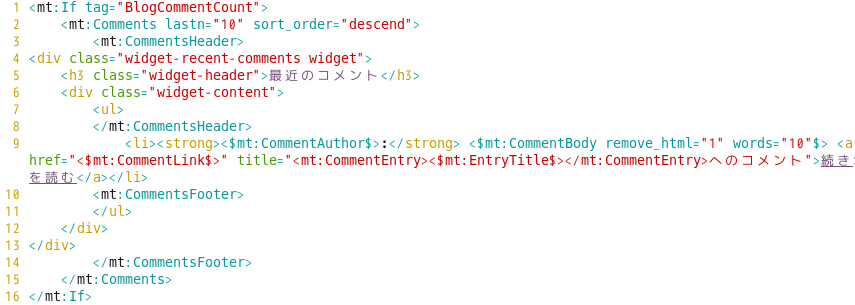 1 <mt:If tag="BlogCommentCount">
2     <mt:Comments lastn="10" sort_order="descend">
3         <mt:CommentsHeader>
4 <div class="widget-recent-comments widget">
5     <h3 class="widget-header">最近のコメント</h3>
6     <div class="widget-content">
7         <ul>
8         </mt:CommentsHeader>
9             <li><strong><$mt:CommentAuthor$>:</strong> <$mt:CommentBody remove_html="1" words="10"$> <a
href="<$mt:CommentLink$>" title="<mt:CommentEntry><$mt:EntryTitle$></mt:CommentEntry>へのコメント">続き
を読む</a></li>
10         <mt:CommentsFooter>
11         </ul>
12     </div>
13 </div>
14         </mt:CommentsFooter>
15     </mt:Comments>
16 </mt:If>